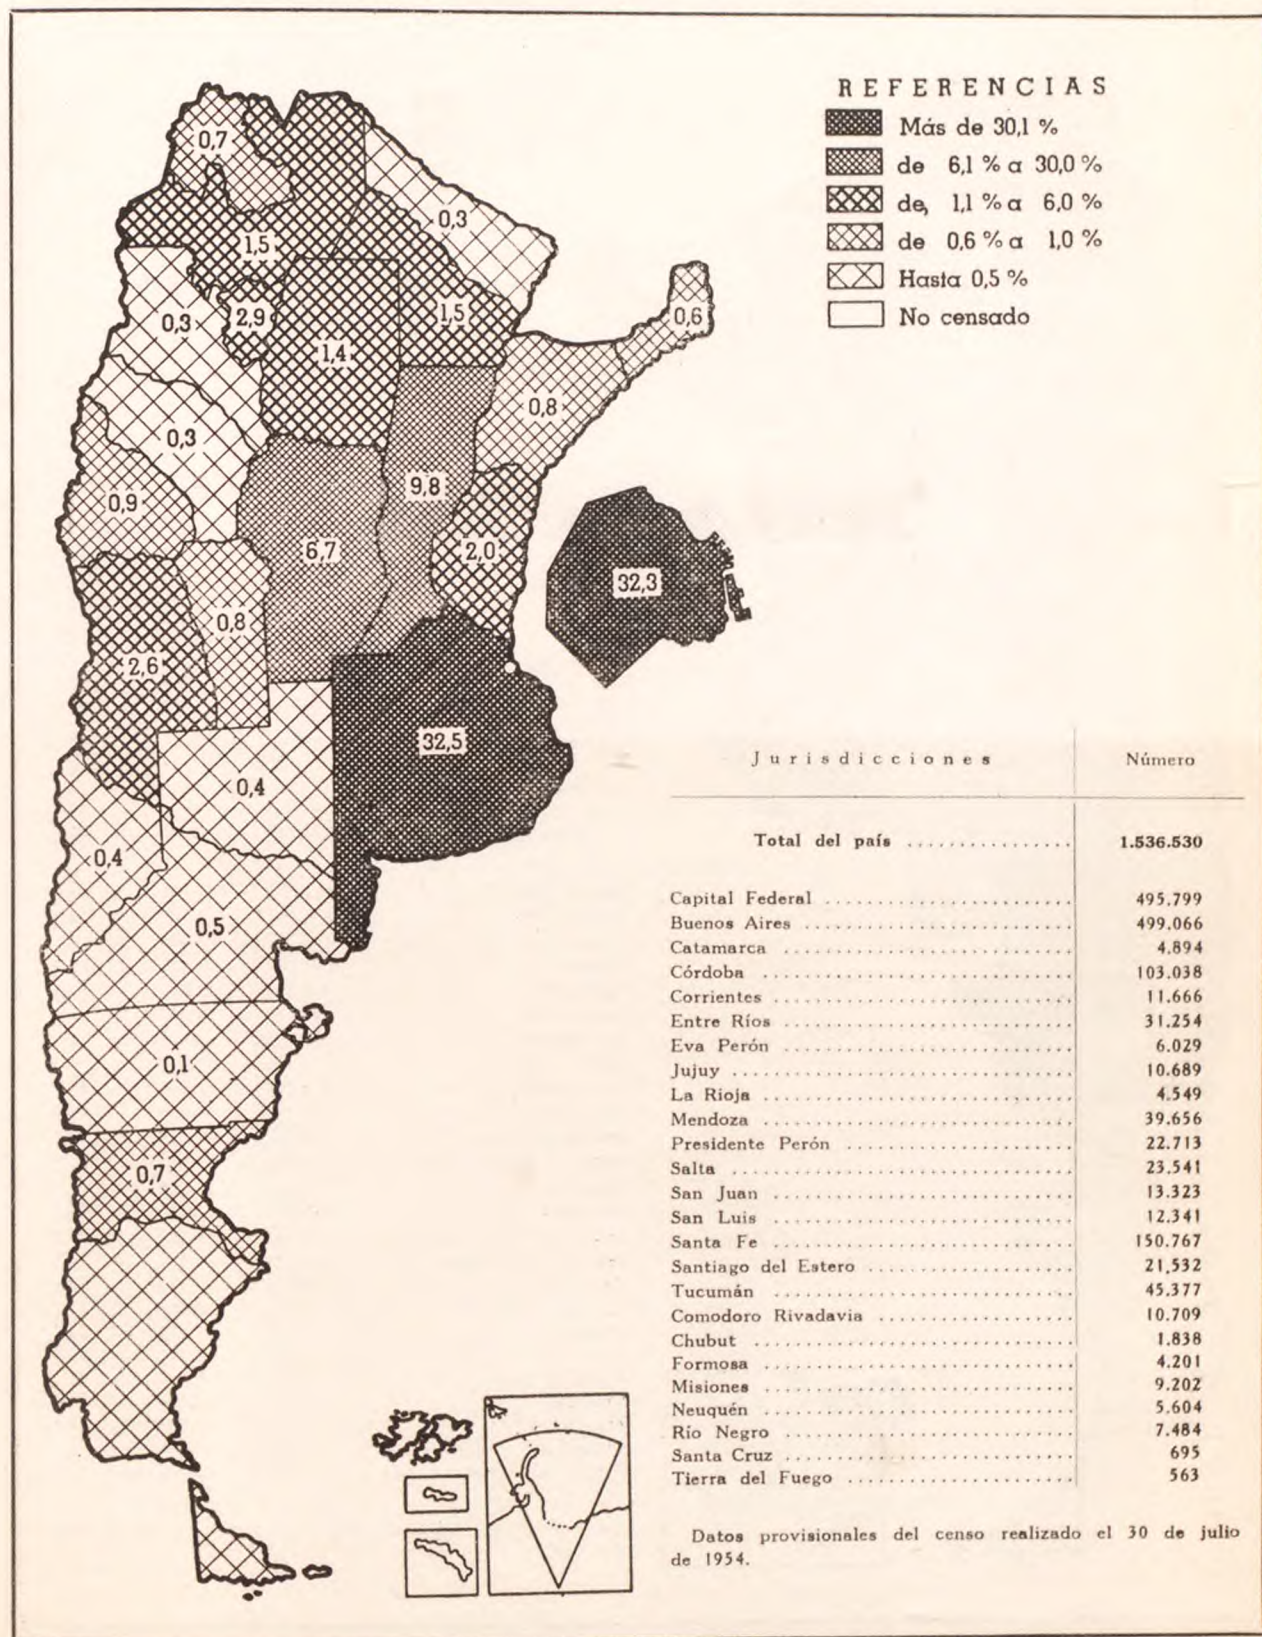 REFERENCIAS
Más de 30,1 %
de 6,1 % a 30,0 %
de, 1,1 % a 6,0 %
de 0,6 % a 1,0 %
Hasta 0,5 %
No censado
0,7
0,3
1,5
0,3
2,9
1,5
0,6
1,4
0,8
0,3
9,8
0,9
6,7
2,0
32,3
0,8
2,6
32,5
0,4
0,4
0,5
0,1
0,7
Jurisdicciones Número
Total del país ............... 1.536.530
Capital Federal ........................ 495.799
Buenos Aires .......................... 499.066
Catamarca ............................ 4.894
Córdoba .............................. 103.038
Corrientes ............................. 11.666
Entre Ríos ............................ 31.254
Eva Perón ............................ 6.029
Jujuy ................................. 10.689
La Rioja .............................. 4.549
Mendoza .............................. 39.656
Presidente Perón ...................... 22.713
Salta ................................. 23.541
San Juan ............................. 13.323
San Luis ............................. 12.341
Santa Fe ............................. 150.767
Santiago del Estero .................... 21,532
Tucumán ............................. 45.377
Comodoro Rivadavia ................... 10.709
Chubut ............................... 1.838
Formosa .............................. 4.201
Misiones .............................. 9.202
Neuquén .............................. 5.604
Río Negro ............................ 7.484
Santa Cruz ............................ 695
Tierra del Fuego ...................... 563
Datos provisionales del censo realizado el 30 de julio
de 1954.